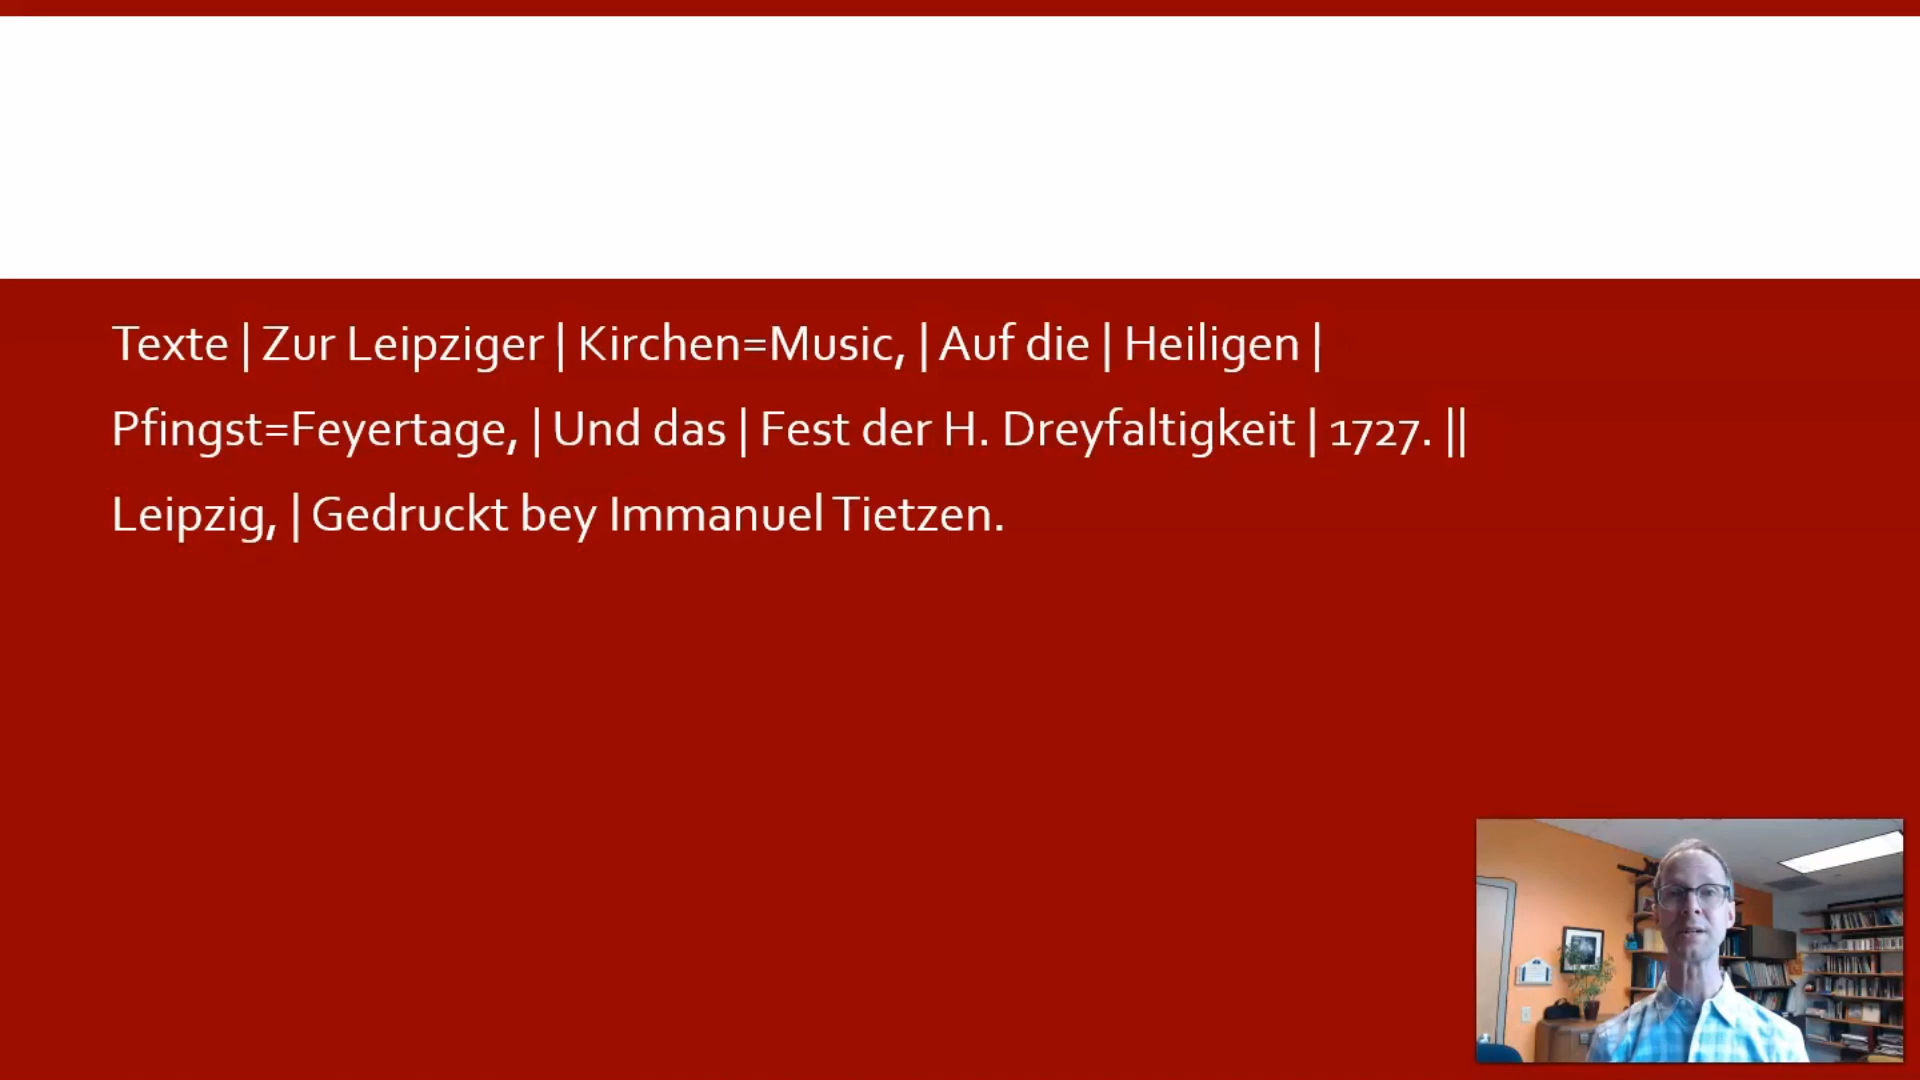 Texte | Zur Leipziger | Kirchen=Music, | Auf die | Heiligen |
Pfingst=Feyertage, | Und das | Fest der H. Dreyfaltigkeit | 1727. ||
Leipzig, | Gedruckt bey Immanuel Tietzen.